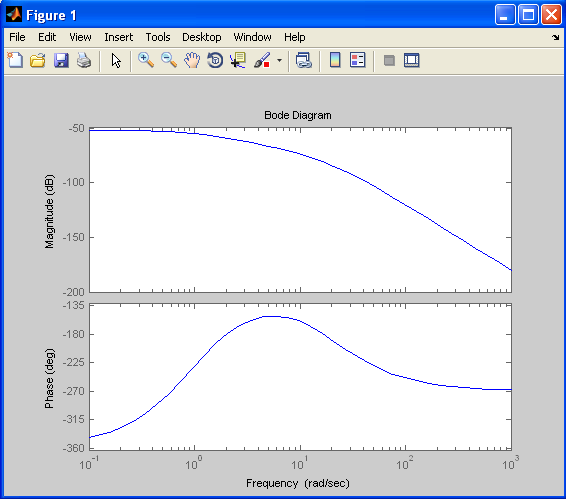 Figure 1
File Edit View Insert Tools Desktop Window Help
Bode Diagram
Magnitude (dB)
-50
-100
-150
-200
Phase (deg)
-135
-180
-225
-270
-315
-360
10^-1 10^0 10^1 10^2 10^3
Frequency (rad/sec)